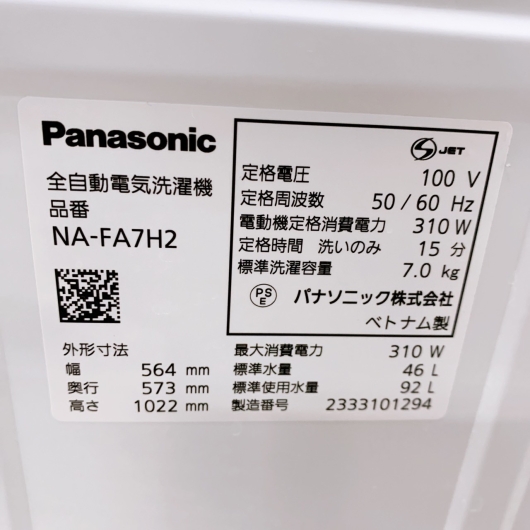 Panasonic
全自動電気洗濯機
品番
NA-FA7H2
外形寸法
幅 564 mm
奥行 573 mm
高さ 1022 mm
S JET
定格電圧 100 V
定格周波数 50 / 60 Hz
電動機定格消費電力 310 W
定格時間 洗いのみ 15 分
標準洗濯容量 7.0 kg
PSE パナソニック株式会社
ベトナム製
最大消費電力 310 W
標準水量 46 L
標準使用水量 92 L
製造番号 2333101294